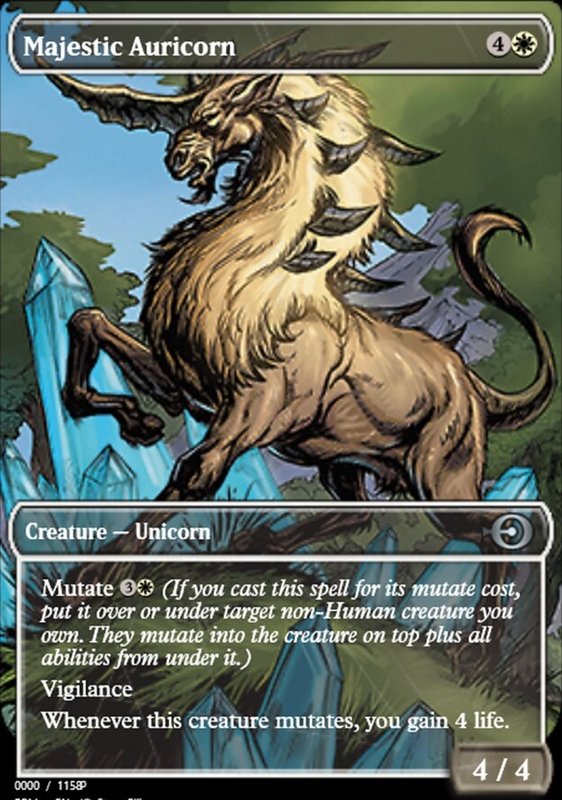 Majestic Auricorn 4
Creature — Unicorn
Mutate 3 (If you cast this spell for its mutate cost,
put it over or under target non-Human creature you
own. They mutate into the creature on top plus all
abilities from under it.)
Vigilance
Whenever this creature mutates, you gain 4 life.
4 / 4
0000 / 1158P